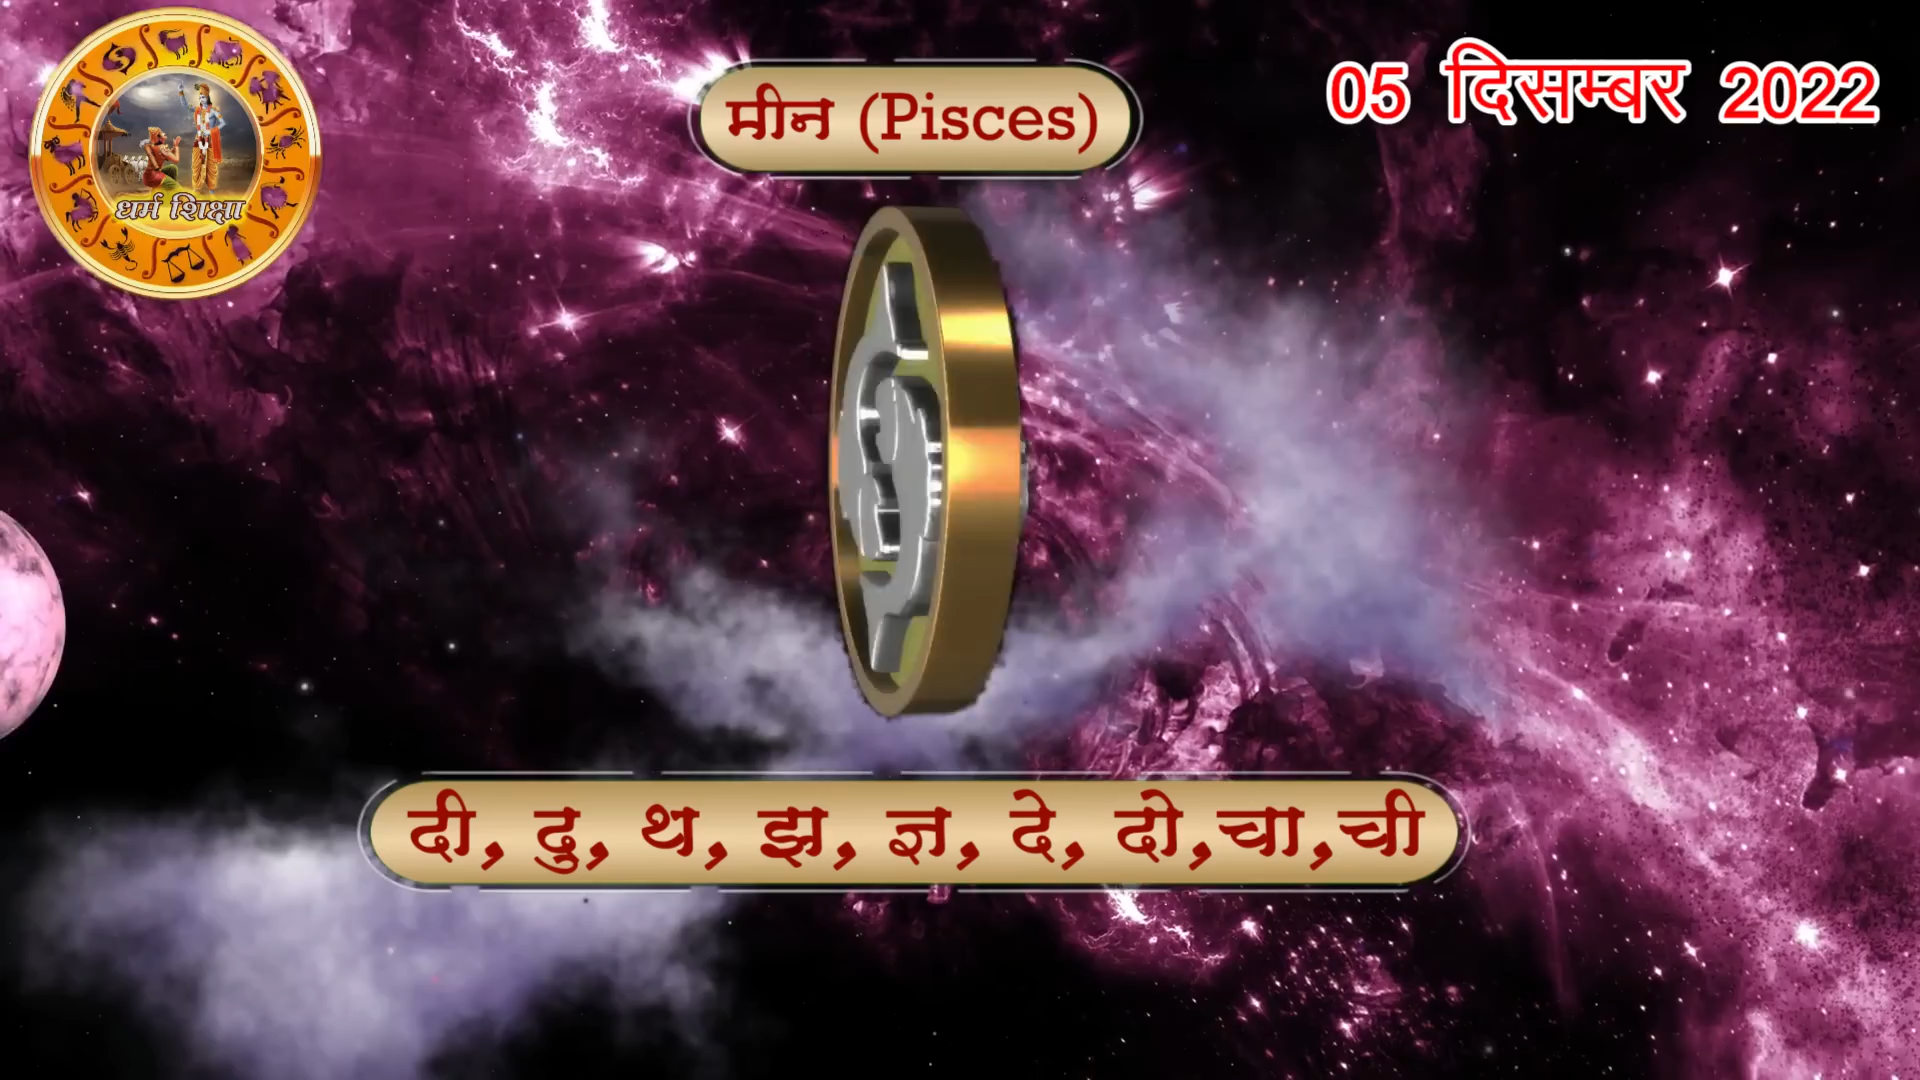 मीन (Pisces)
05 दिसम्बर 2022
धर्म शिक्षा
दी, दु, थ, झ, ज्ञ, दे, दो,चा,ची